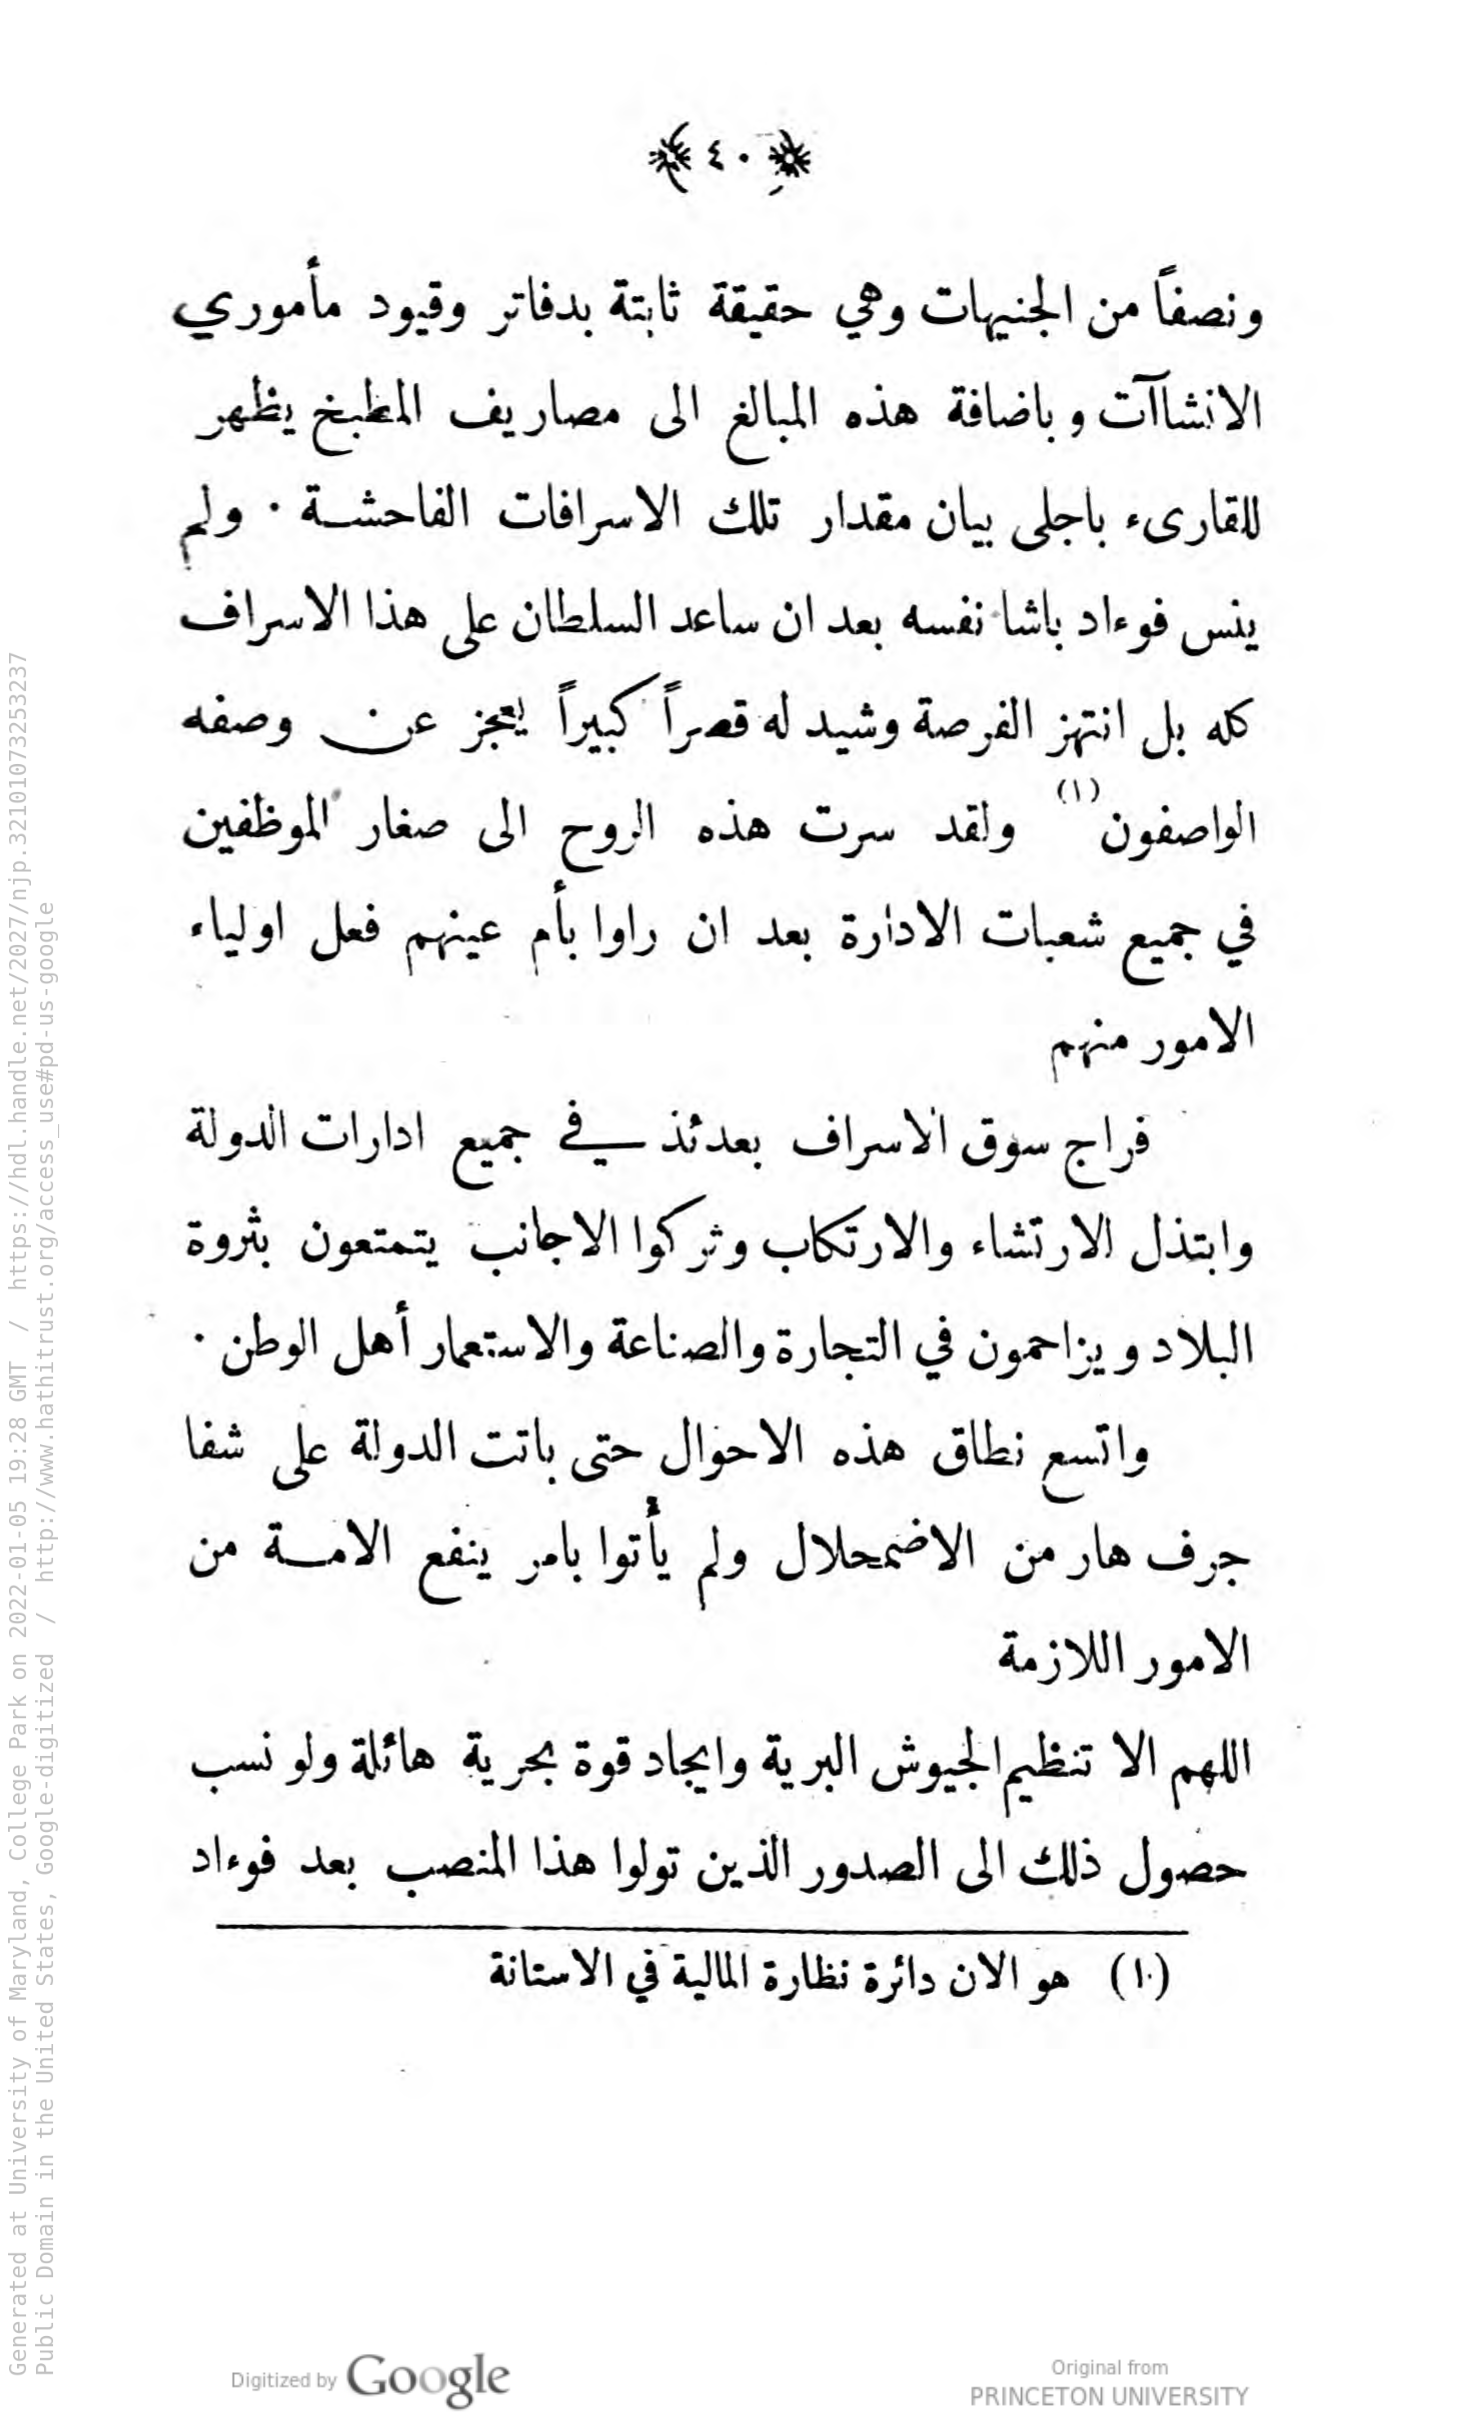 ٤٠
ونصفاً من الجنيهات وهي حقيقة ثابتة بدفاتر وقيود مأموري
الانشاآت وباضافة هذه المبالغ الى مصاريف المطبخ يظهر
للقارىء باجلى بيان مقدار تلك الاسرافات الفاحشة · ولم
ينس فوءاد باشا نفسه بعد ان ساعد السلطان على هذا الاسراف
كله بل انتهز الفرصة وشيد له قصراً كبيراً يعجز عن وصفه
الواصفون (١) ولقد سرت هذه الروح الى صغار الموظفين
في جميع شعبات الادارة بعد ان راوا بأم عينهم فعل اولياء
الامور منهم
فراج سوق الاسراف بعدئذ في جميع ادارات الدولة
وابتذل الارتشاء والارتكاب وتركوا الاجانب يتمتعون بثروة
البلاد ويزاحمون في التجارة والصناعة والاستعمار أهل الوطن ·
واتسع نطاق هذه الاحوال حتى باتت الدولة على شفا
جرف هار من الاضمحلال ولم يأتوا بامر ينفع الامة من
الامور اللازمة
اللهم الا تنظيم الجيوش البرية وايجاد قوة بحرية هائلة ولو نسب
حصول ذلك الى الصدور الذين تولوا هذا المنصب بعد فوءاد
(١) هو الان دائرة نظارة المالية في الاستانة
Generated at University of Maryland, College Park on 2022-01-05 19:28 GMT / https://hdl.handle.net/2027/njp.32101073253237
Public Domain in the United States, Google-digitized / http://www.hathitrust.org/access_use#pd-us-google
Digitized by Google
Original from
PRINCETON UNIVERSITY